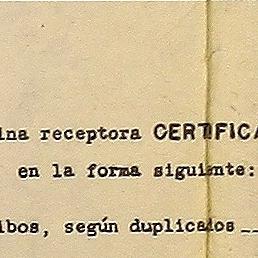 ina receptora CERTIFICA
en la forma siguiente:
ibos, según duplicados